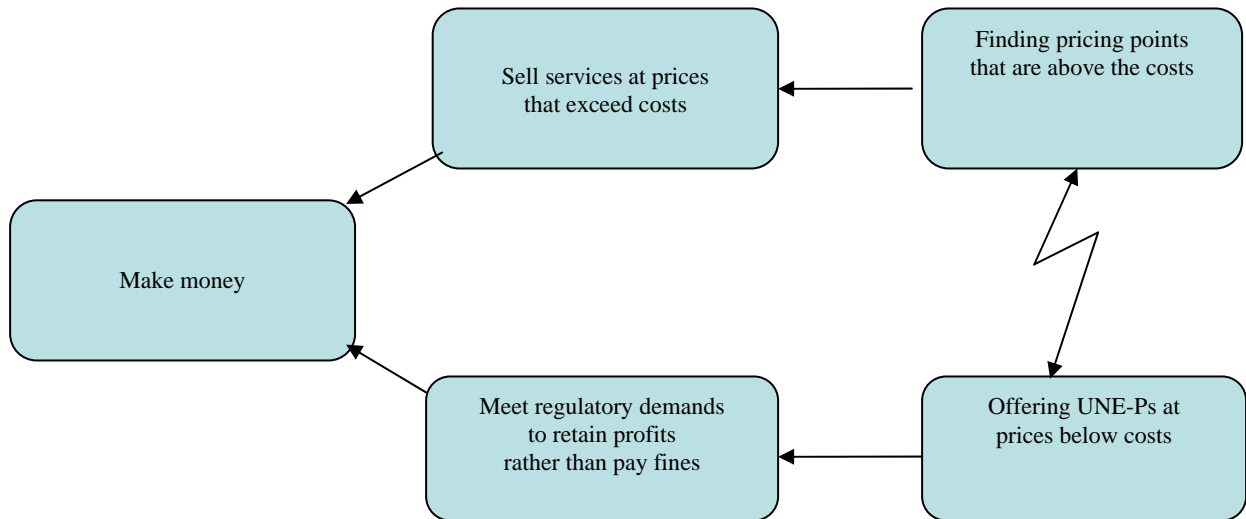 Sell services at prices
that exceed costs
Finding pricing points
that are above the costs
Make money
Meet regulatory demands
to retain profits
rather than pay fines
Offering UNE-Ps at
prices below costs